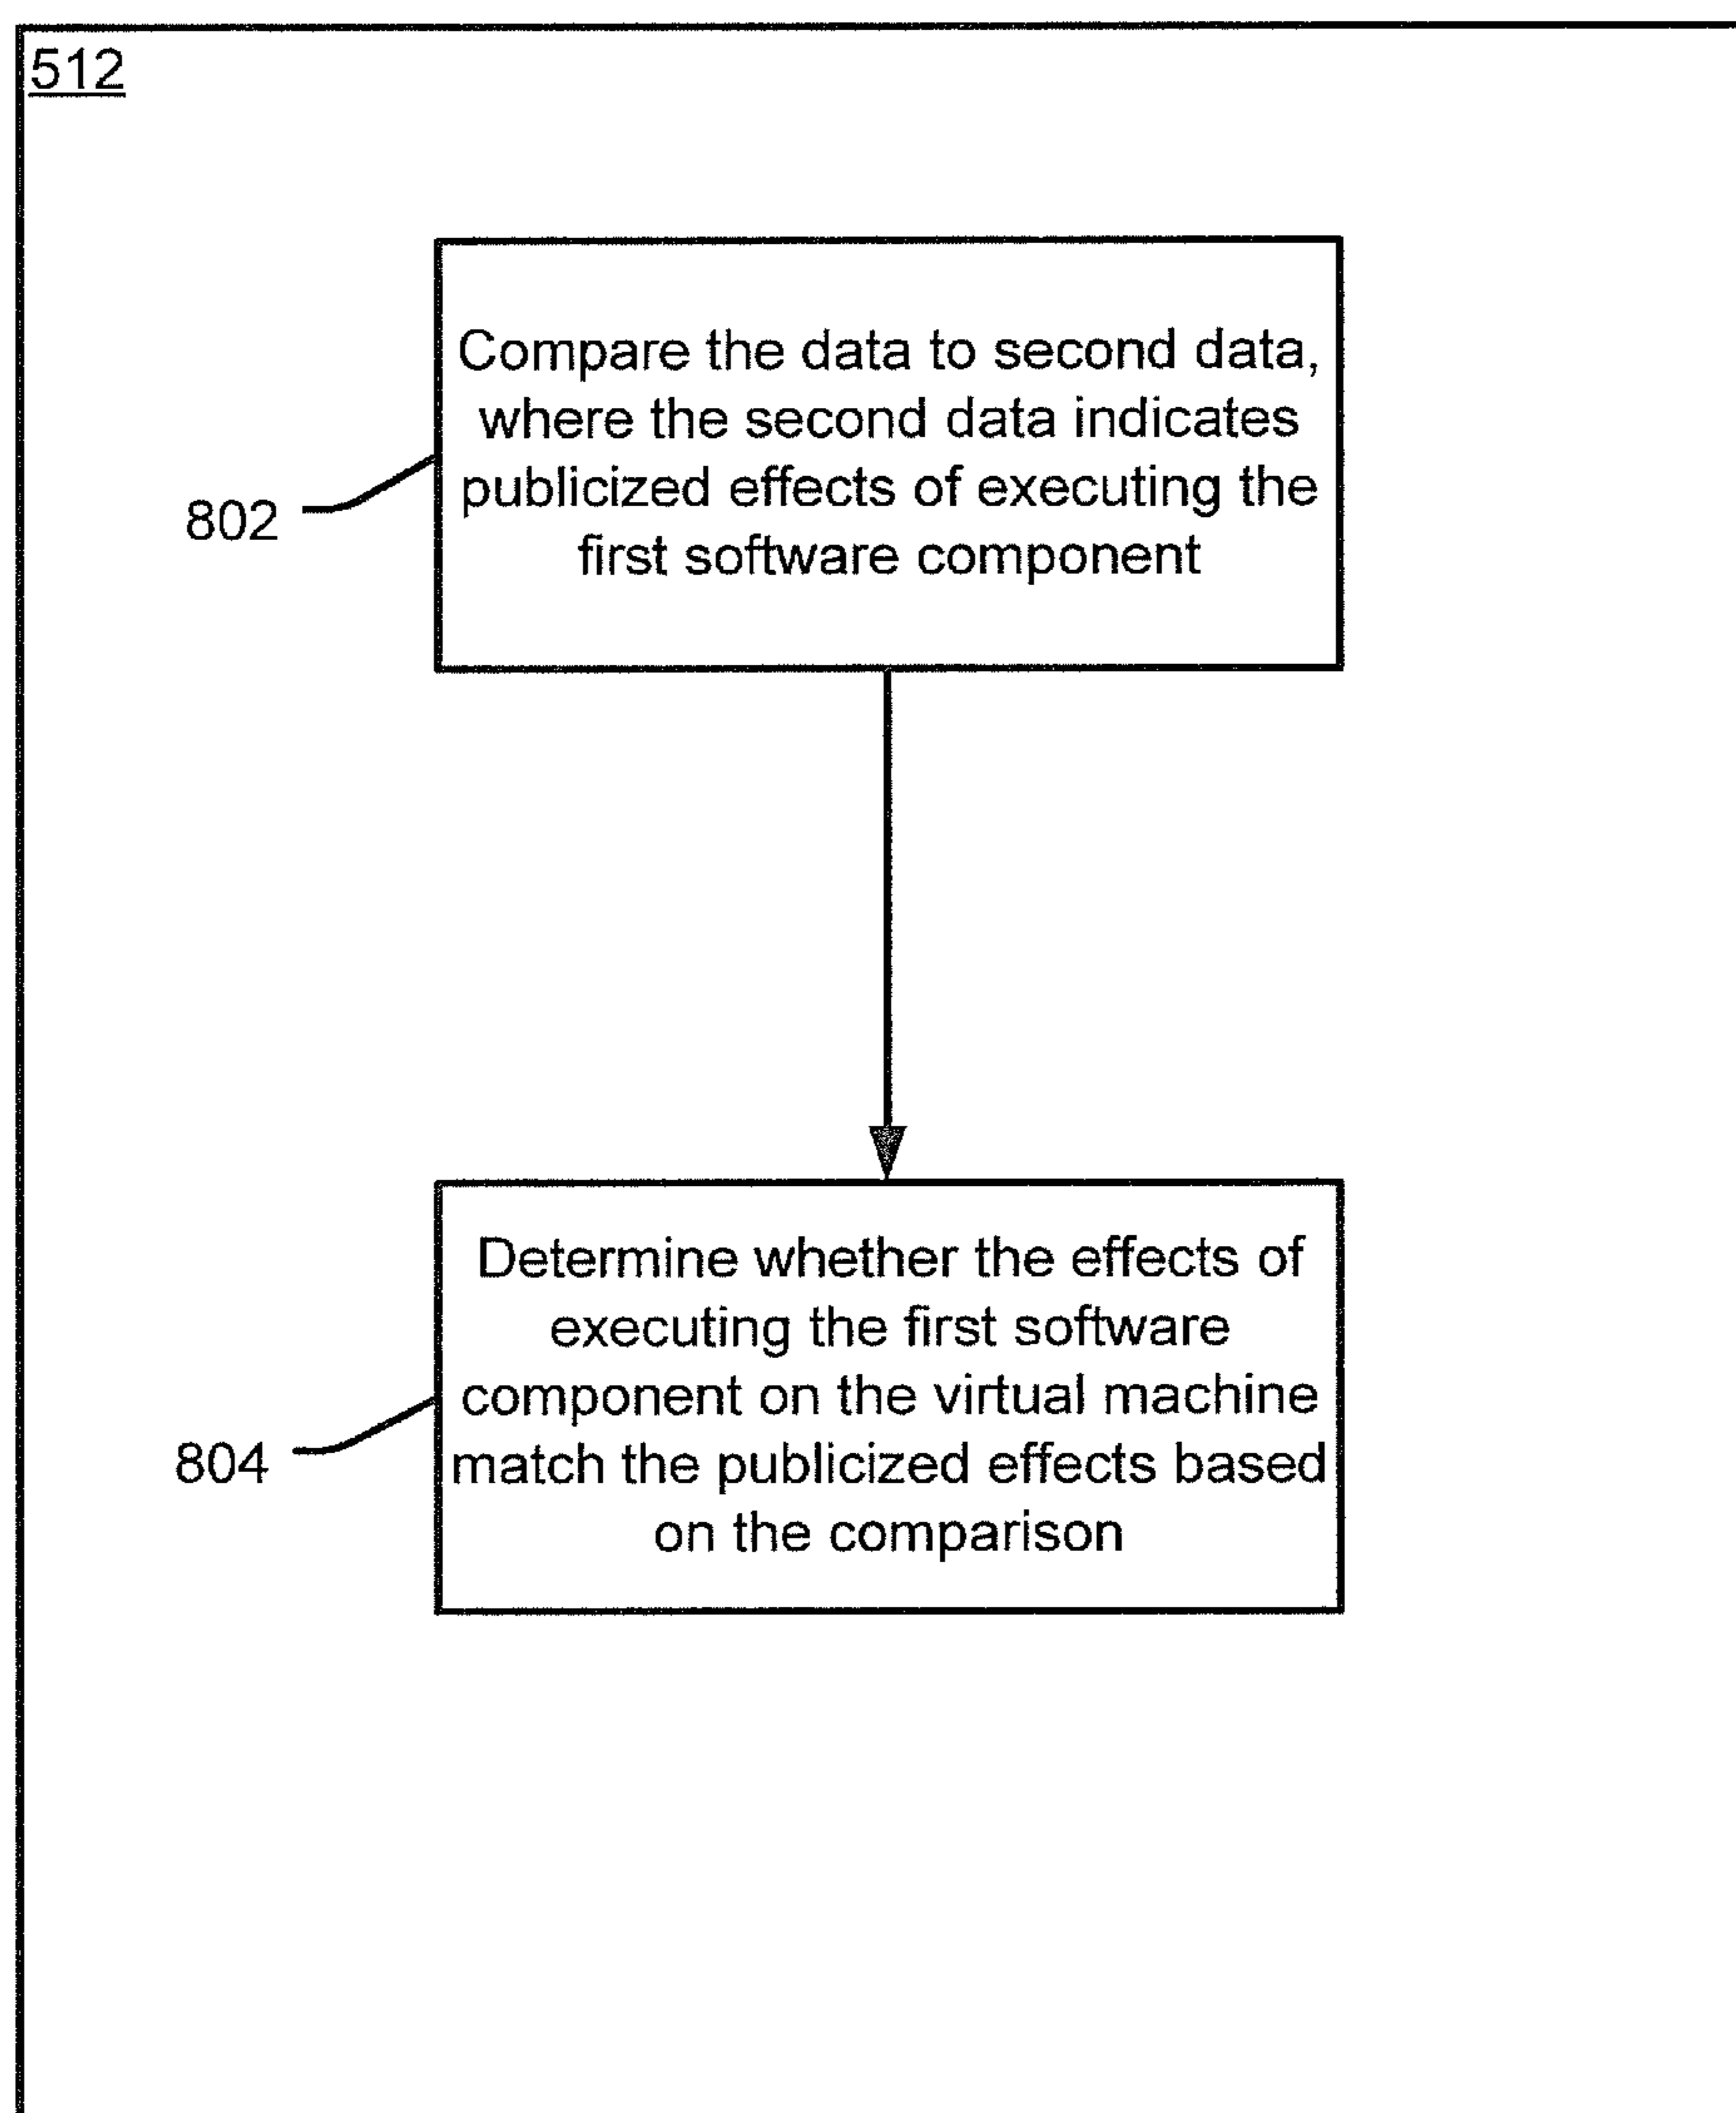 512
Compare the data to second data,
where the second data indicates
publicized effects of executing the
first software component
802
Determine whether the effects of
executing the first software
component on the virtual machine
match the publicized effects based
on the comparison
804